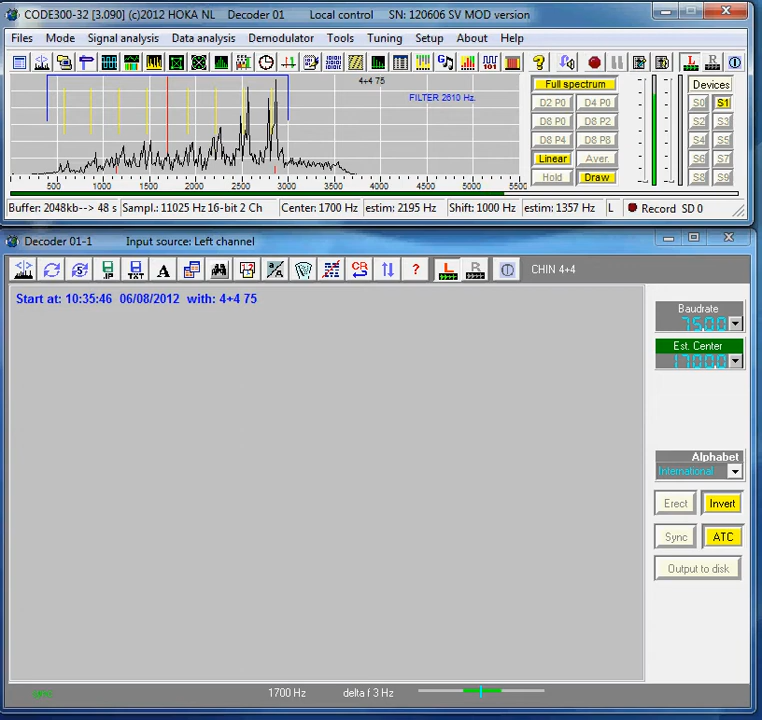 CODE300-32 [3.090] (c)2012 HOKA NL Decoder 01 Local control SN: 120606 SV MOD version
Files Mode Signal analysis Data analysis Demodulator Tools Tuning Setup About Help
4+4 75
FILTER 2610 Hz.
500 1000 1500 2000 2500 3000 3500 4000 4500 5000 5500
Full spectrum
D2 P0 D4 P0
D8 P0 D8 P2
D8 P4 D8 P8
Linear Aver.
Hold Draw
Devices
S0 S1
S2 S3
S4 S5
S6 S7
S8 S9
Buffer: 2048kb--> 48 s Sampl.: 11025 Hz 16-bit 2 Ch Center: 1700 Hz estim: 2195 Hz Shift: 1000 Hz estim: 1357 Hz L Record SD 0
Decoder 01-1 Input source: Left channel
CHIN 4+4
Start at: 10:35:46 06/08/2012 with: 4+4 75
Baudrate
75.00
Est. Center
1700.0
Alphabet
International
Erect Invert
Sync ATC
Output to disk
1700 Hz delta f 3 Hz